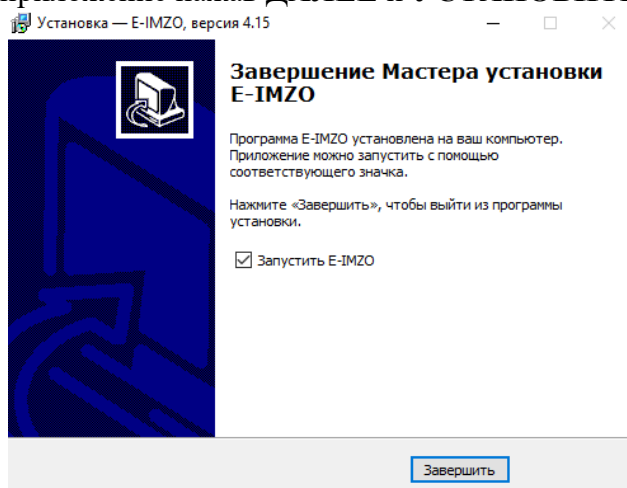 Установка — E-IMZO, версия 4.15
Завершение Мастера установки
E-IMZO
Программа E-IMZO установлена на ваш компьютер.
Приложение можно запустить с помощью
соответствующего значка.
Нажмите «Завершить», чтобы выйти из программы
установки.
Запустить E-IMZO
Завершить